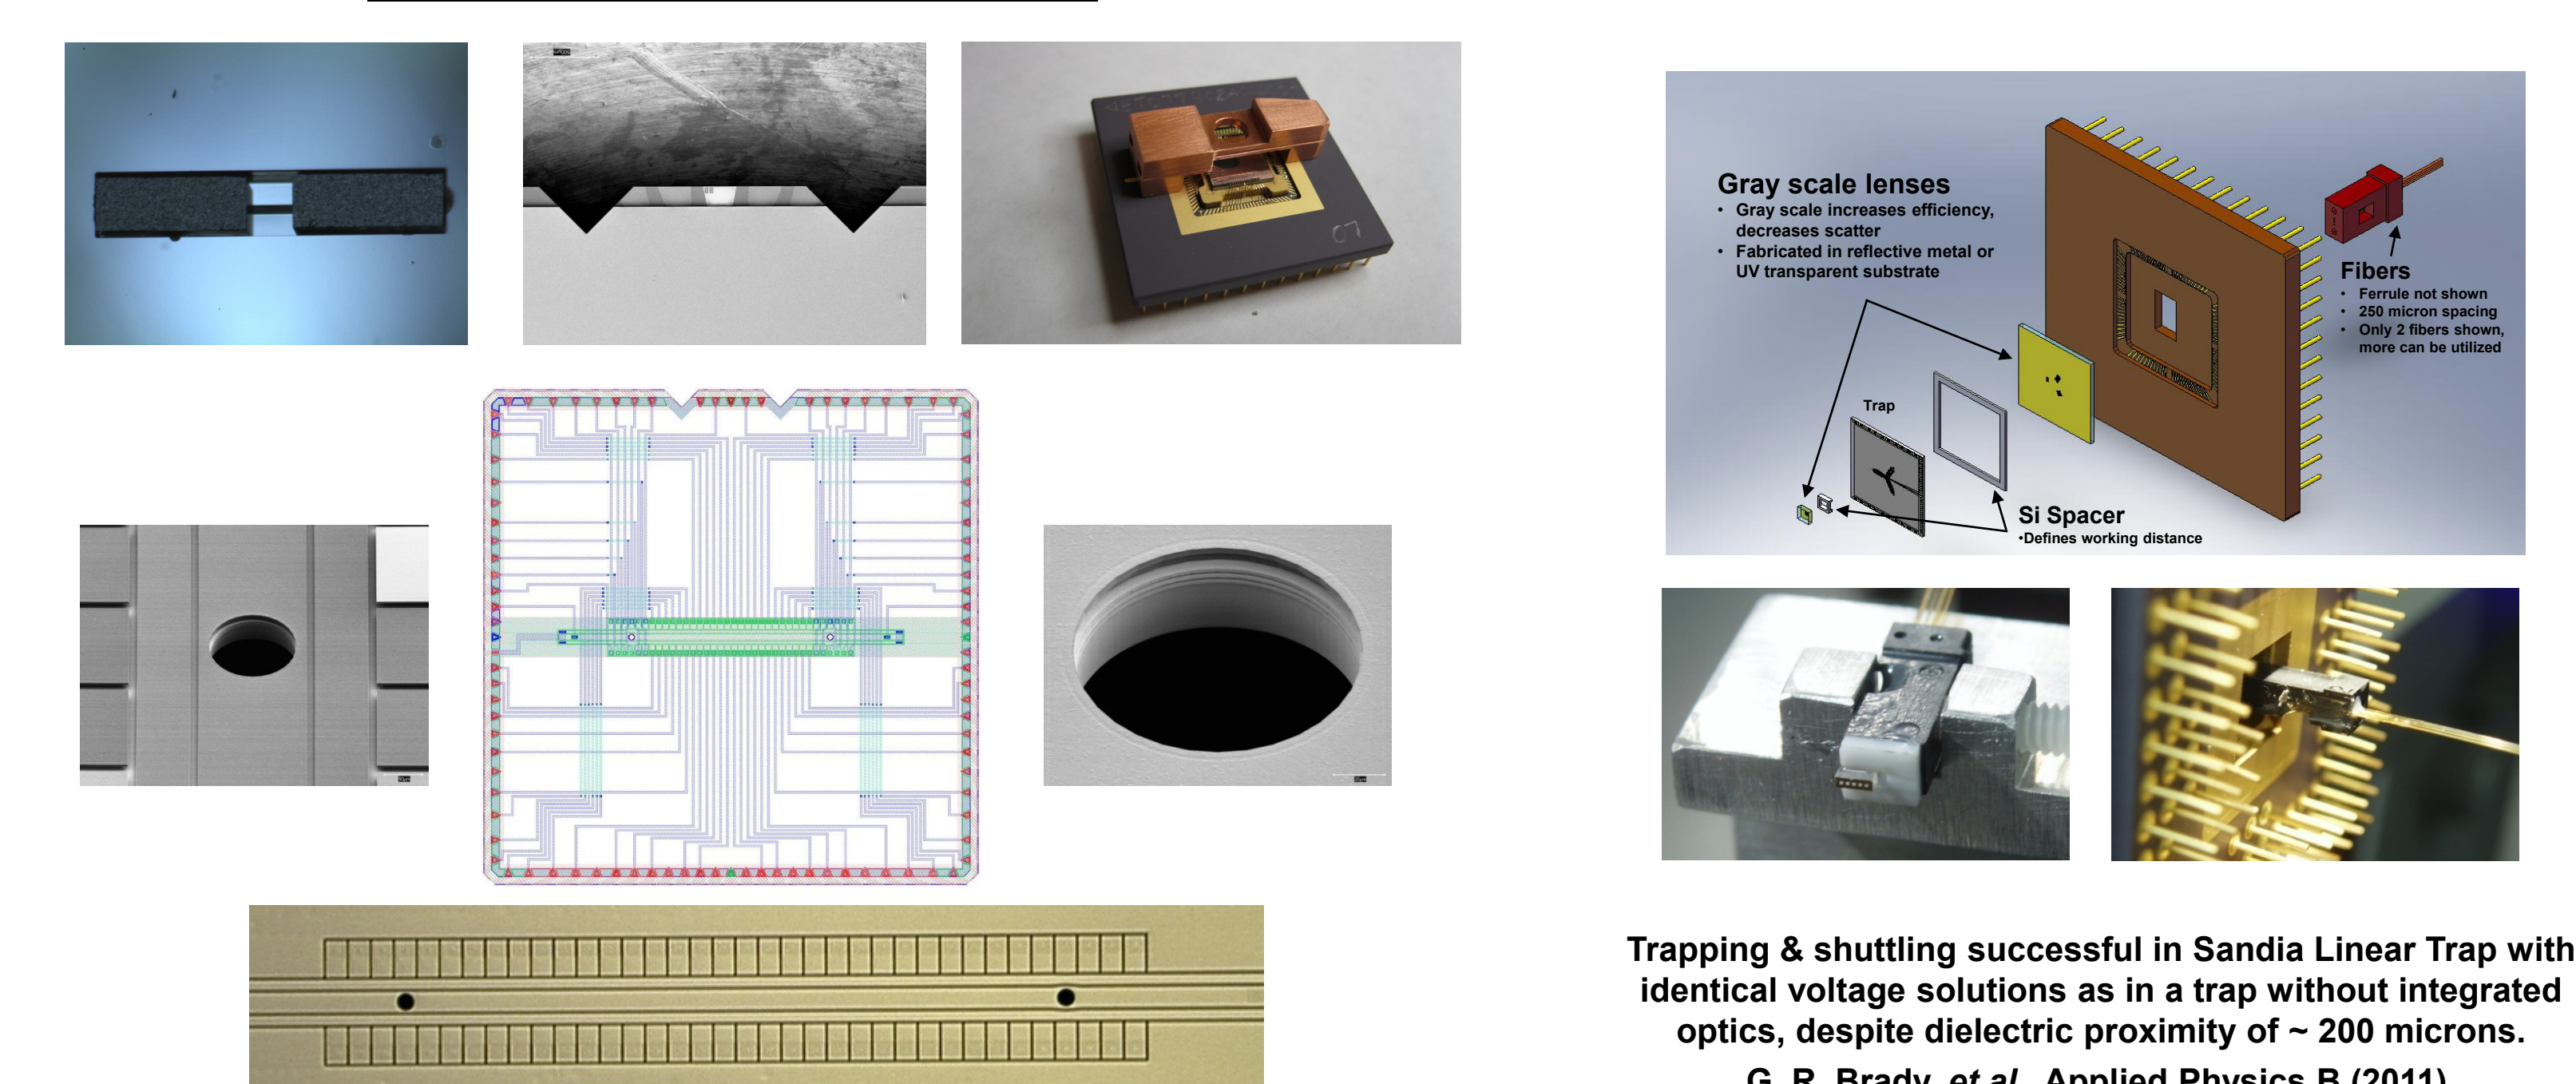 Gray scale lenses
• Gray scale increases efficiency,
decreases scatter
• Fabricated in reflective metal or
UV transparent substrate
Fibers
• Ferrule not shown
• 250 micron spacing
• Only 2 fibers shown,
more can be utilized
Trap
Si Spacer
•Defines working distance
07
Trapping & shuttling successful in Sandia Linear Trap with
identical voltage solutions as in a trap without integrated
optics, despite dielectric proximity of ~ 200 microns.
G. R. Brady, et al., Applied Physics B (2011)